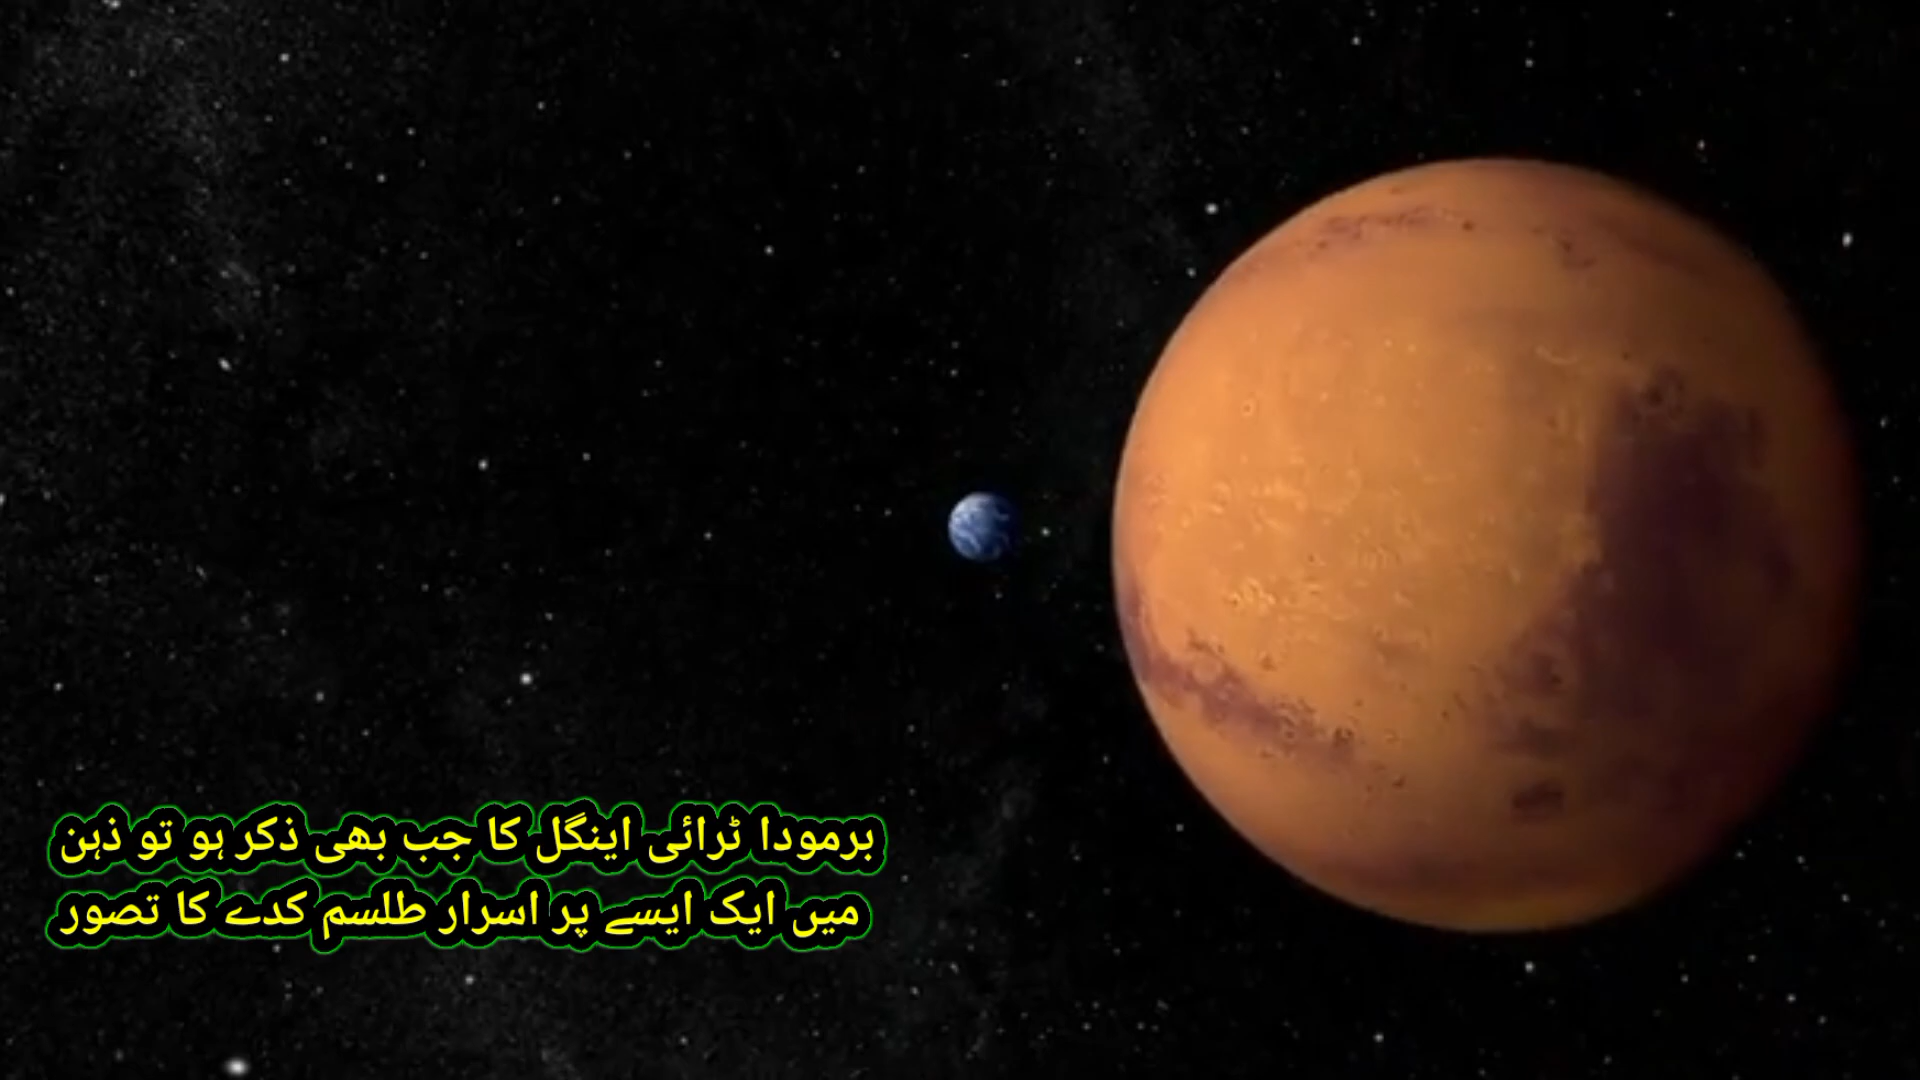 برمودا ٹرائی اینگل کا جب بھی ذکر ہو تو ذہن
میں ایک ایسے پر اسرار طلسم کدے کا تصور